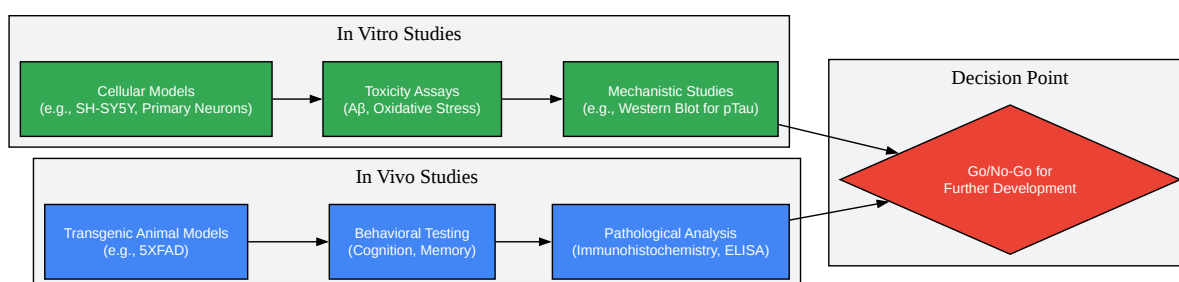 In Vitro Studies
Cellular Models
(e.g., SH-SY5Y, Primary Neurons)
Toxicity Assays
(Aβ, Oxidative Stress)
Mechanistic Studies
(e.g., Western Blot for pTau)
In Vivo Studies
Transgenic Animal Models
(e.g., 5XFAD)
Behavioral Testing
(Cognition, Memory)
Pathological Analysis
(Immunohistochemistry, ELISA)
Decision Point
Go/No-Go for
Further Development